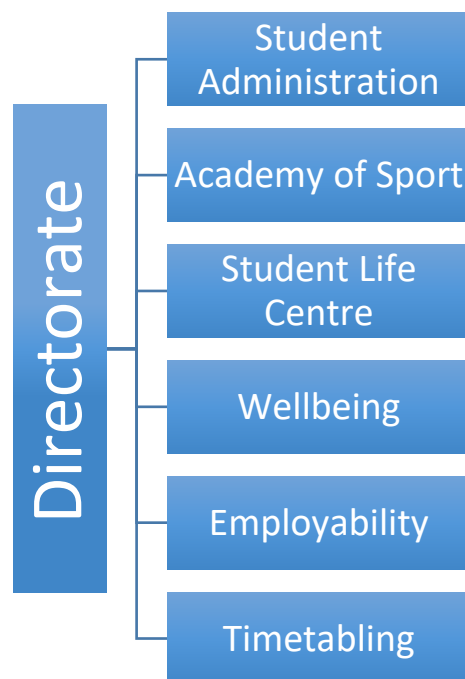 Directorate
Student
Administration
Academy of Sport
Student Life
Centre
Wellbeing
Employability
Timetabling